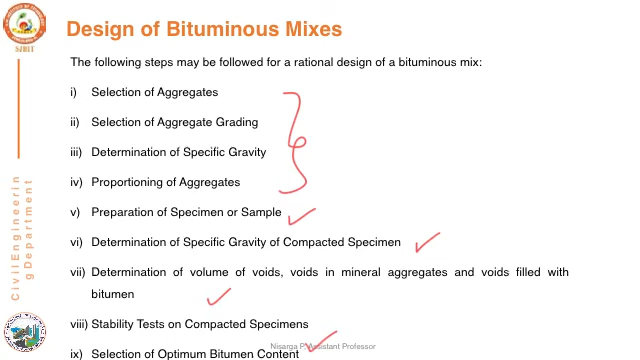 Design of Bituminous Mixes
SJBIT
The following steps may be followed for a rational design of a bituminous mix:
i) Selection of Aggregates
ii) Selection of Aggregate Grading
iii) Determination of Specific Gravity
iv) Proportioning of Aggregates
v) Preparation of Specimen or Sample
vi) Determination of Specific Gravity of Compacted Specimen
vii) Determination of volume of voids, voids in mineral aggregates and voids filled with
bitumen
viii) Stability Tests on Compacted Specimens
Nisarga P, Assistant Professor
ix) Selection of Optimum Bitumen Content
Civil Engineerin
g Department